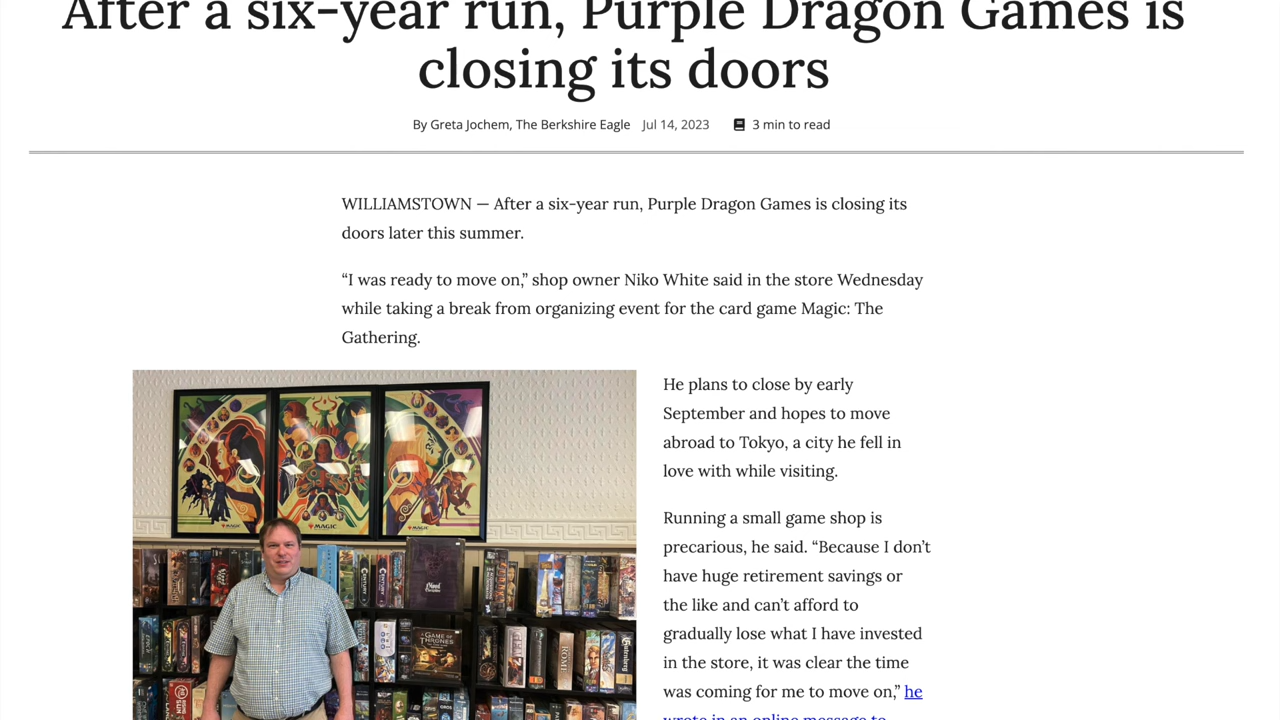 After a six-year run, Purple Dragon Games is
closing its doors
By Greta Jochem, The Berkshire Eagle Jul 14, 2023 3 min to read
WILLIAMSTOWN — After a six-year run, Purple Dragon Games is closing its
doors later this summer.
“I was ready to move on,” shop owner Niko White said in the store Wednesday
while taking a break from organizing event for the card game Magic: The
Gathering.
MAGIC
MAGIC
MAGIC
A GAME OF
THRONES
ROME
He plans to close by early
September and hopes to move
abroad to Tokyo, a city he fell in
love with while visiting.
Running a small game shop is
precarious, he said. “Because I don’t
have huge retirement savings or
the like and can’t afford to
gradually lose what I have invested
in the store, it was clear the time
was coming for me to move on,” he
wrote in an online message to